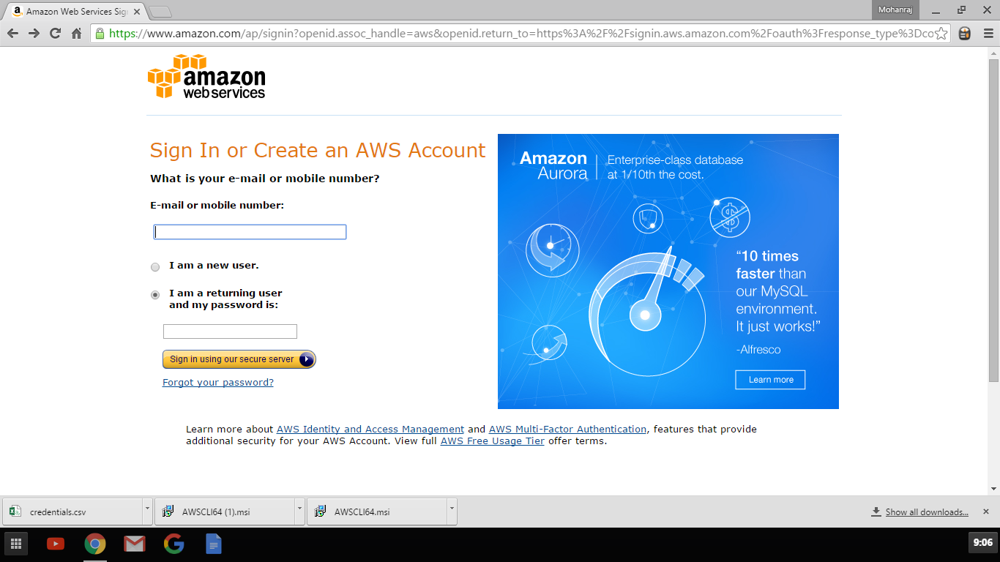 Amazon Web Services Sig
Mohanraj
https://www.amazon.com/ap/signin?openid.assoc_handle=aws&openid.return_to=https%3A%2F%2Fsignin.aws.amazon.com%2Foauth%3Fresponse_type%3Dco
amazon
web services
Sign In or Create an AWS Account
What is your e-mail or mobile number?
E-mail or mobile number:
I am a new user.
I am a returning user
and my password is:
Sign in using our secure server
Forgot your password?
Amazon
Aurora
Enterprise-class database
at 1/10th the cost.
“10 times
faster than
our MySQL
environment.
It just works!”
-Alfresco
Learn more
Learn more about AWS Identity and Access Management and AWS Multi-Factor Authentication, features that provide
additional security for your AWS Account. View full AWS Free Usage Tier offer terms.
credentials.csv
AWSCLI64 (1).msi
AWSCLI64.msi
Show all downloads...
9:06